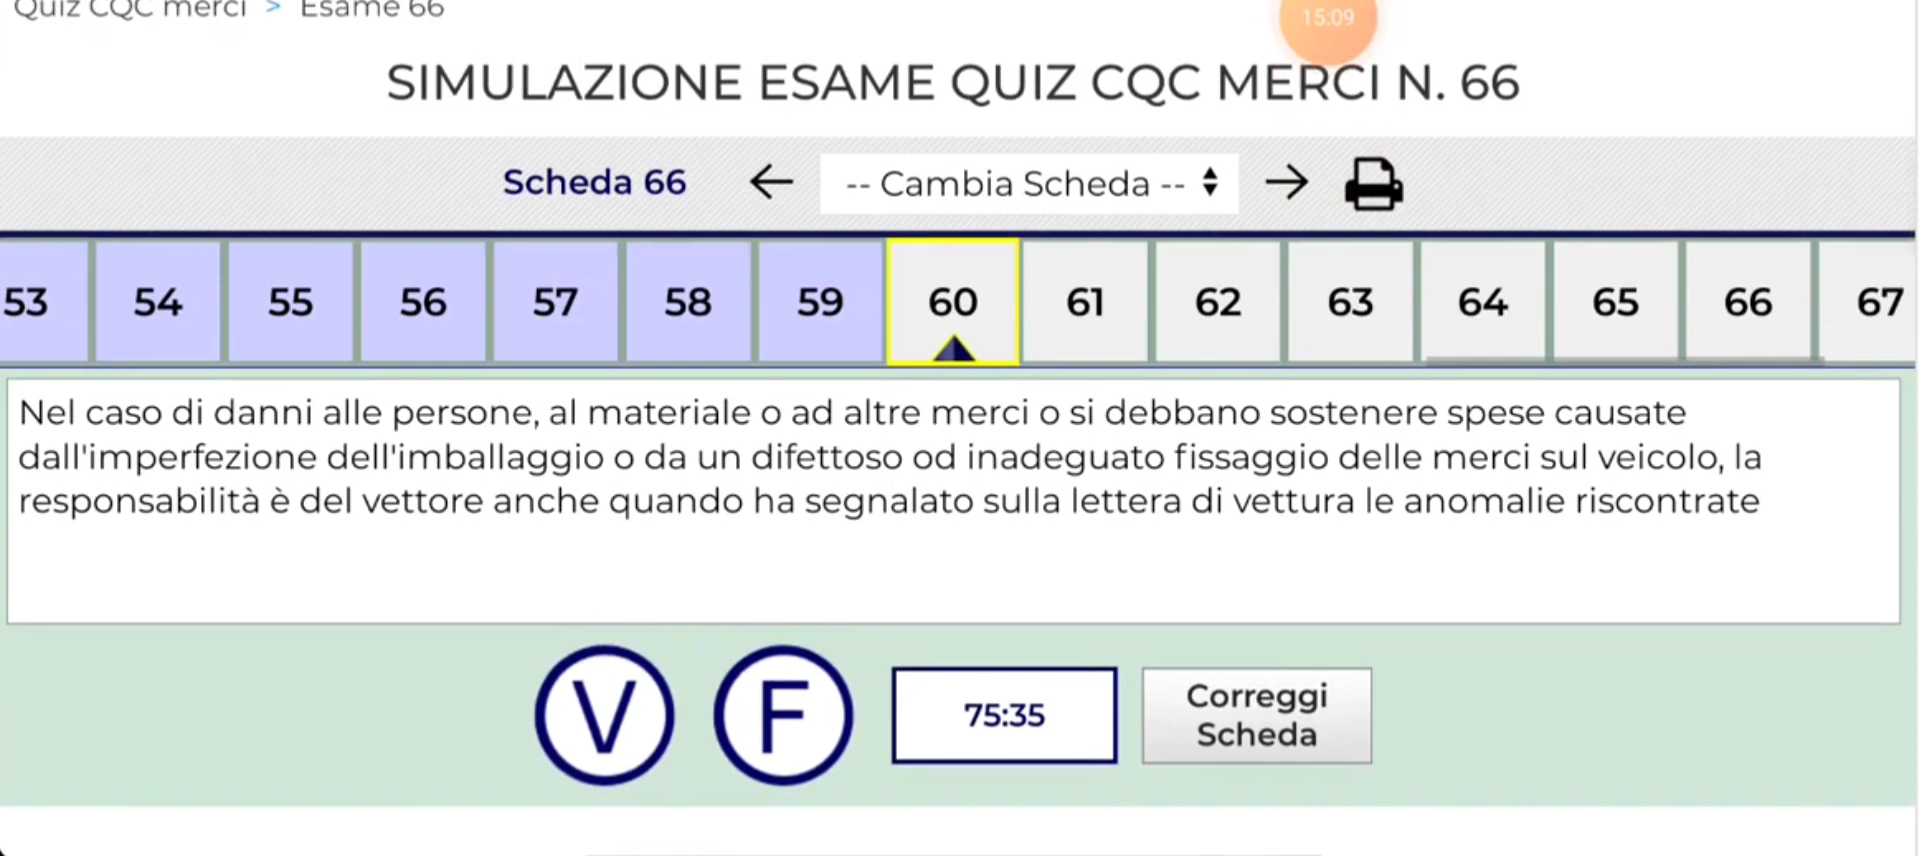 Quiz CQC merci > Esame 66
15:09
SIMULAZIONE ESAME QUIZ CQC MERCI N. 66
Scheda 66
-- Cambia Scheda --
53 54 55 56 57 58 59 60 61 62 63 64 65 66 67
Nel caso di danni alle persone, al materiale o ad altre merci o si debbano sostenere spese causate
dall'imperfezione dell'imballaggio o da un difettoso od inadeguato fissaggio delle merci sul veicolo, la
responsabilità è del vettore anche quando ha segnalato sulla lettera di vettura le anomalie riscontrate
V F 75:35 Correggi
Scheda